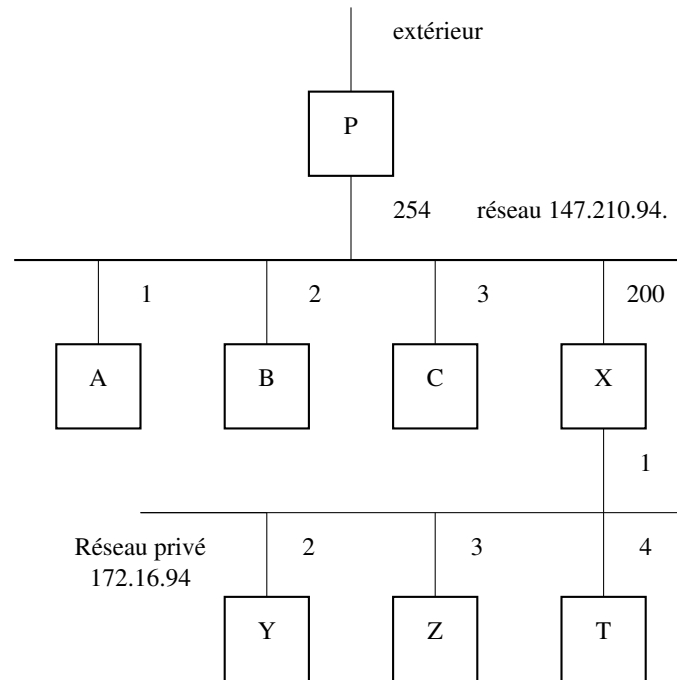 extérieur
P
254 réseau 147.210.94.
1 2 3 200
A B C X
1
Réseau privé 2 3 4
172.16.94
Y Z T